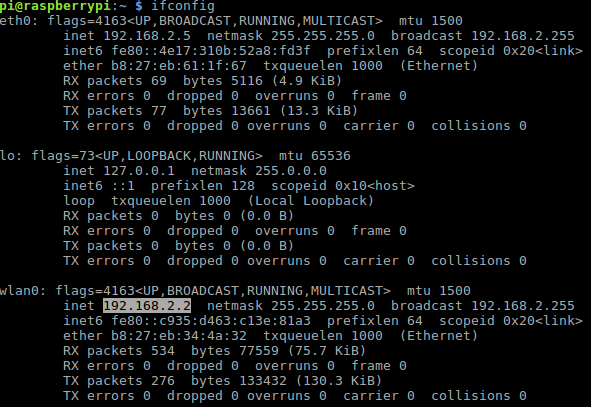 pi@raspberrypi:~ $ ifconfig
eth0: flags=4163<UP,BROADCAST,RUNNING,MULTICAST>  mtu 1500
        inet 192.168.2.5  netmask 255.255.255.0  broadcast 192.168.2.255
        inet6 fe80::4e17:310b:52a8:fd3f  prefixlen 64  scopeid 0x20<link>
        ether b8:27:eb:61:1f:67  txqueuelen 1000  (Ethernet)
        RX packets 69  bytes 5116 (4.9 KiB)
        RX errors 0  dropped 0  overruns 0  frame 0
        TX packets 77  bytes 13661 (13.3 KiB)
        TX errors 0  dropped 0 overruns 0  carrier 0  collisions 0

lo: flags=73<UP,LOOPBACK,RUNNING>  mtu 65536
        inet 127.0.0.1  netmask 255.0.0.0
        inet6 ::1  prefixlen 128  scopeid 0x10<host>
        loop  txqueuelen 1000  (Local Loopback)
        RX packets 0  bytes 0 (0.0 B)
        RX errors 0  dropped 0  overruns 0  frame 0
        TX packets 0  bytes 0 (0.0 B)
        TX errors 0  dropped 0 overruns 0  carrier 0  collisions 0

wlan0: flags=4163<UP,BROADCAST,RUNNING,MULTICAST>  mtu 1500
        inet 192.168.2.2  netmask 255.255.255.0  broadcast 192.168.2.255
        inet6 fe80::c935:d463:c13e:81a3  prefixlen 64  scopeid 0x20<link>
        ether b8:27:eb:34:4a:32  txqueuelen 1000  (Ethernet)
        RX packets 534  bytes 77559 (75.7 KiB)
        RX errors 0  dropped 0  overruns 0  frame 0
        TX packets 276  bytes 133432 (130.3 KiB)
        TX errors 0  dropped 0 overruns 0  carrier 0  collisions 0